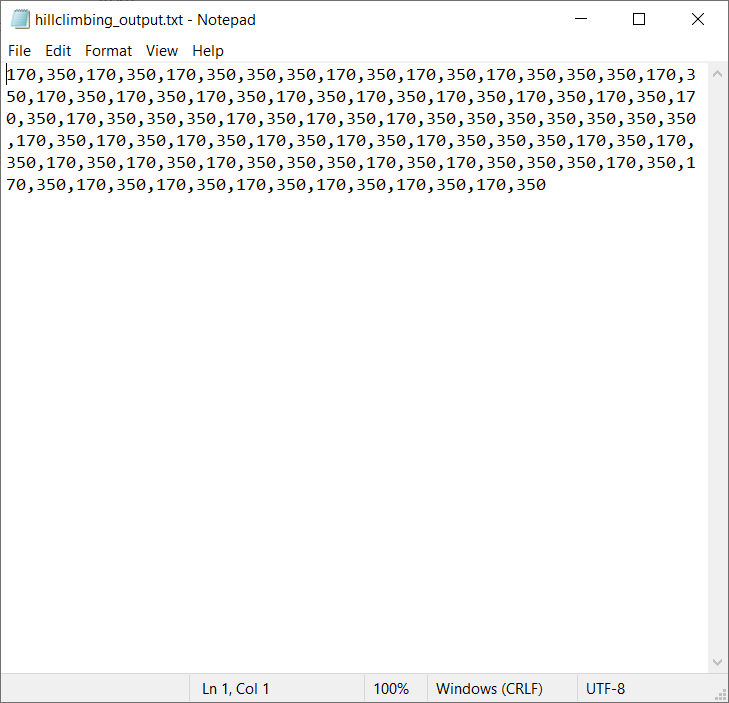 hillclimbing_output.txt - Notepad
File Edit Format View Help
170,350,170,350,170,350,350,350,170,350,170,350,170,350,350,350,170,3
50,170,350,170,350,170,350,170,350,170,350,170,350,170,350,170,350,17
0,350,170,350,350,350,170,350,170,350,170,350,350,350,350,350,350,350
,170,350,170,350,170,350,170,350,170,350,170,350,350,350,170,350,170,
350,170,350,170,350,170,350,350,350,170,350,170,350,350,350,170,350,1
70,350,170,350,170,350,170,350,170,350,170,350,170,350
Ln 1, Col 1 100% Windows (CRLF) UTF-8